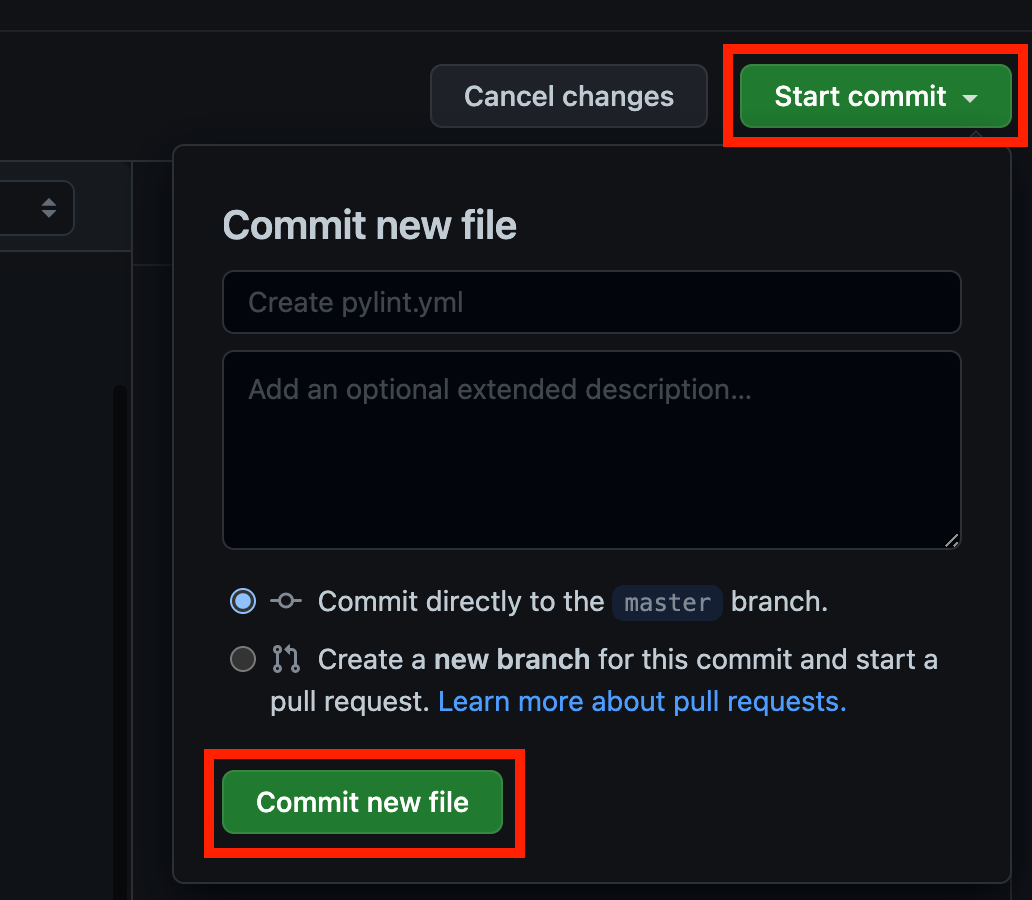 Cancel changes
Start commit
Commit new file
Create pylint.yml
Add an optional extended description...
Commit directly to the master branch.
Create a new branch for this commit and start a
pull request. Learn more about pull requests.
Commit new file